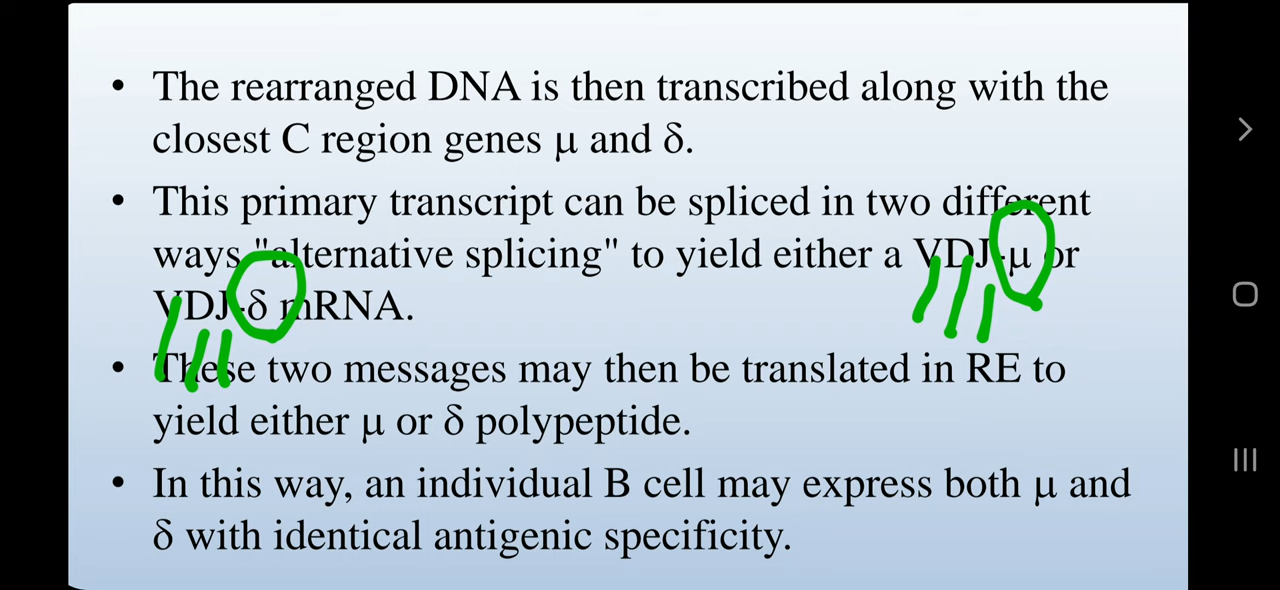 • The rearranged DNA is then transcribed along with the
closest C region genes μ and δ.
• This primary transcript can be spliced in two different
ways "alternative splicing" to yield either a VDJ-μ or
VDJ-δ mRNA.
• These two messages may then be translated in RE to
yield either μ or δ polypeptide.
• In this way, an individual B cell may express both μ and
δ with identical antigenic specificity.